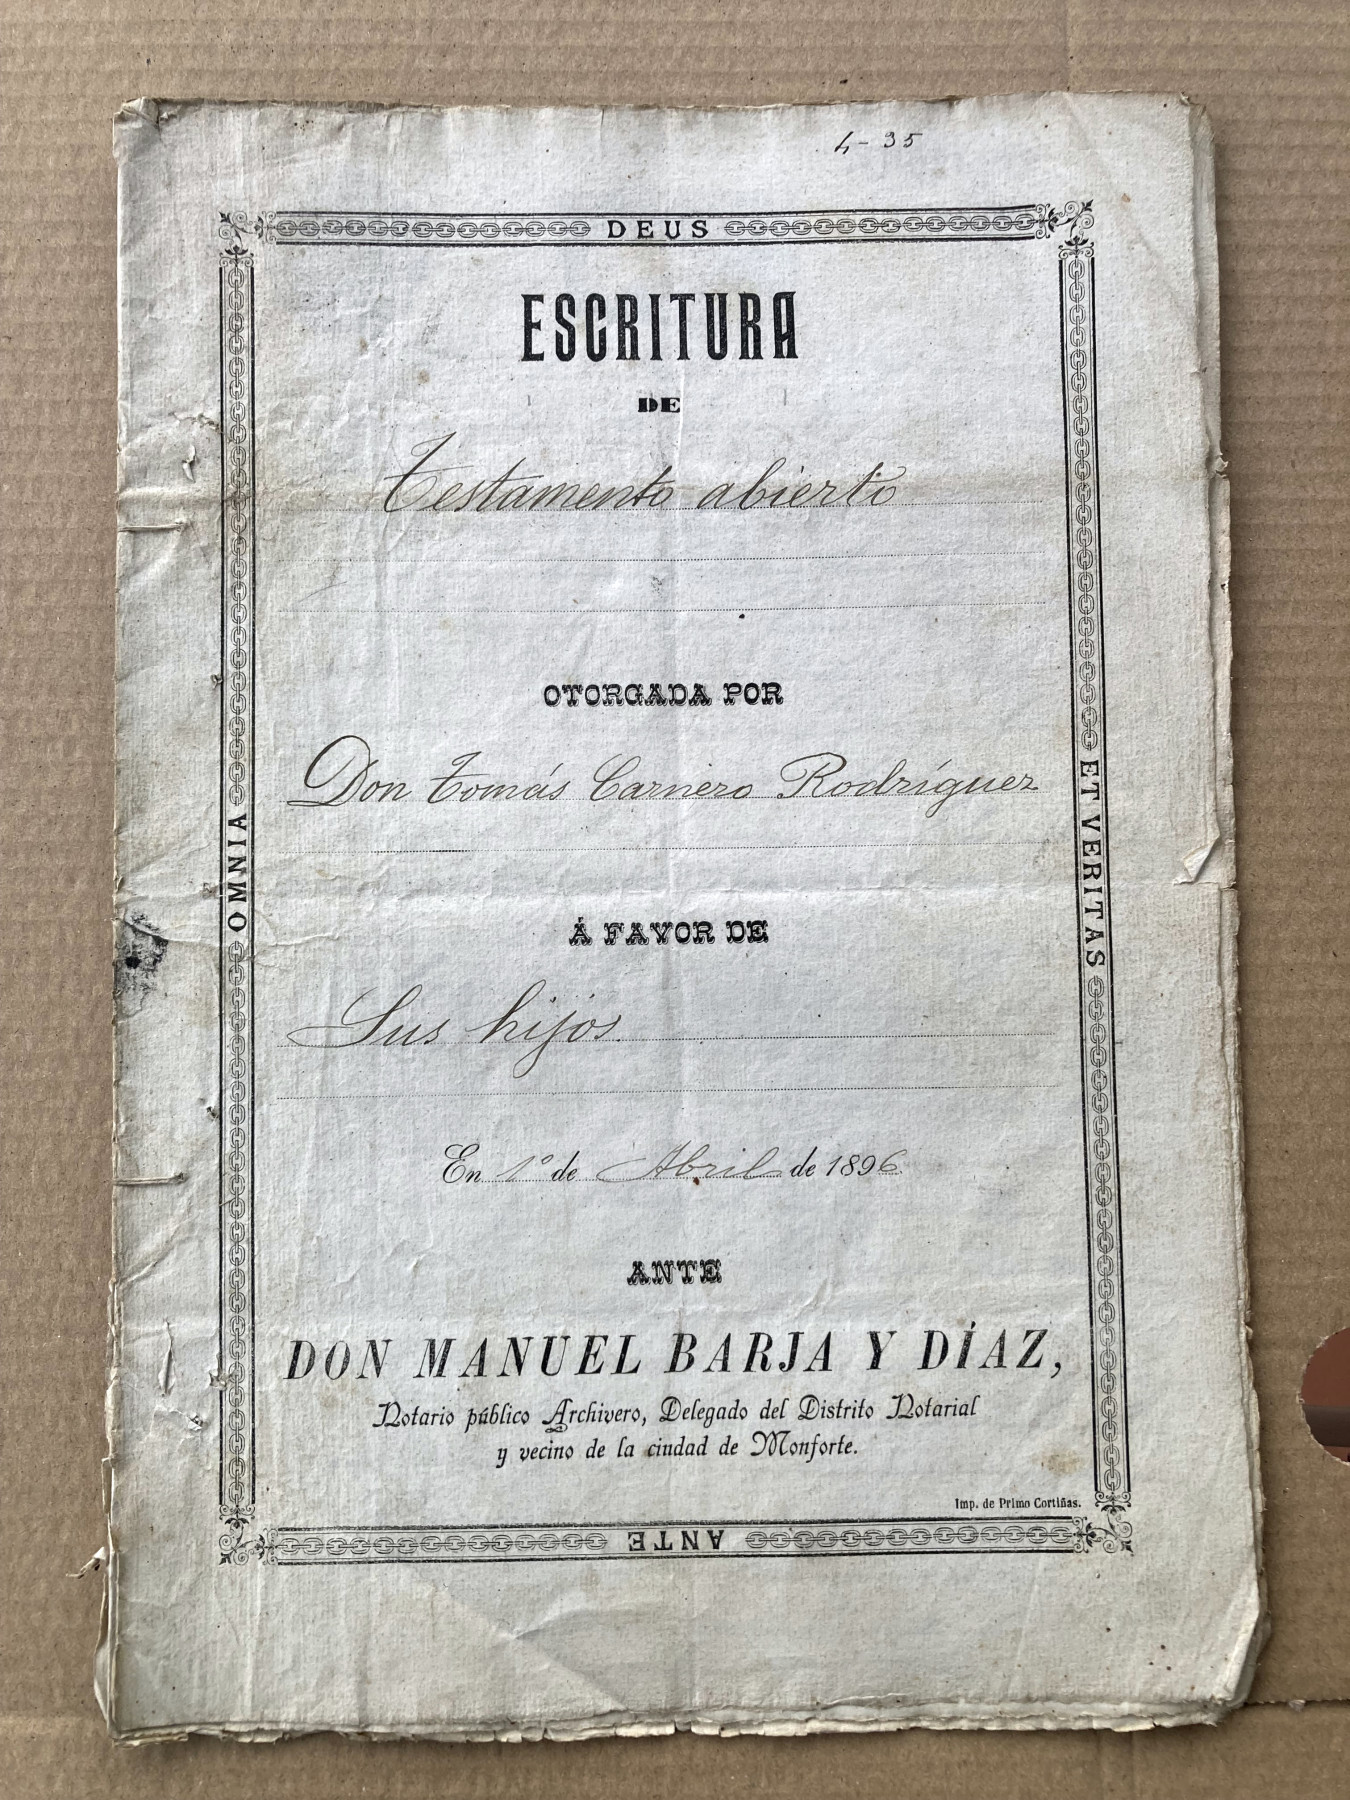 4-35
DEUS
ESCRITURA
DE
Testamento abierto
OTORGADA POR
Don Tomás Carnero Rodríguez
OMNIA
ET VERITAS
Á FAVOR DE
Sus hijos.
En 1º de Abril de 1896
ANTE
DON MANUEL BARJA Y DÍAZ,
Notario público Archivero, Delegado del Distrito Notarial
y vecino de la ciudad de Monforte.
Imp. de Primo Cortiñas.
ANTE